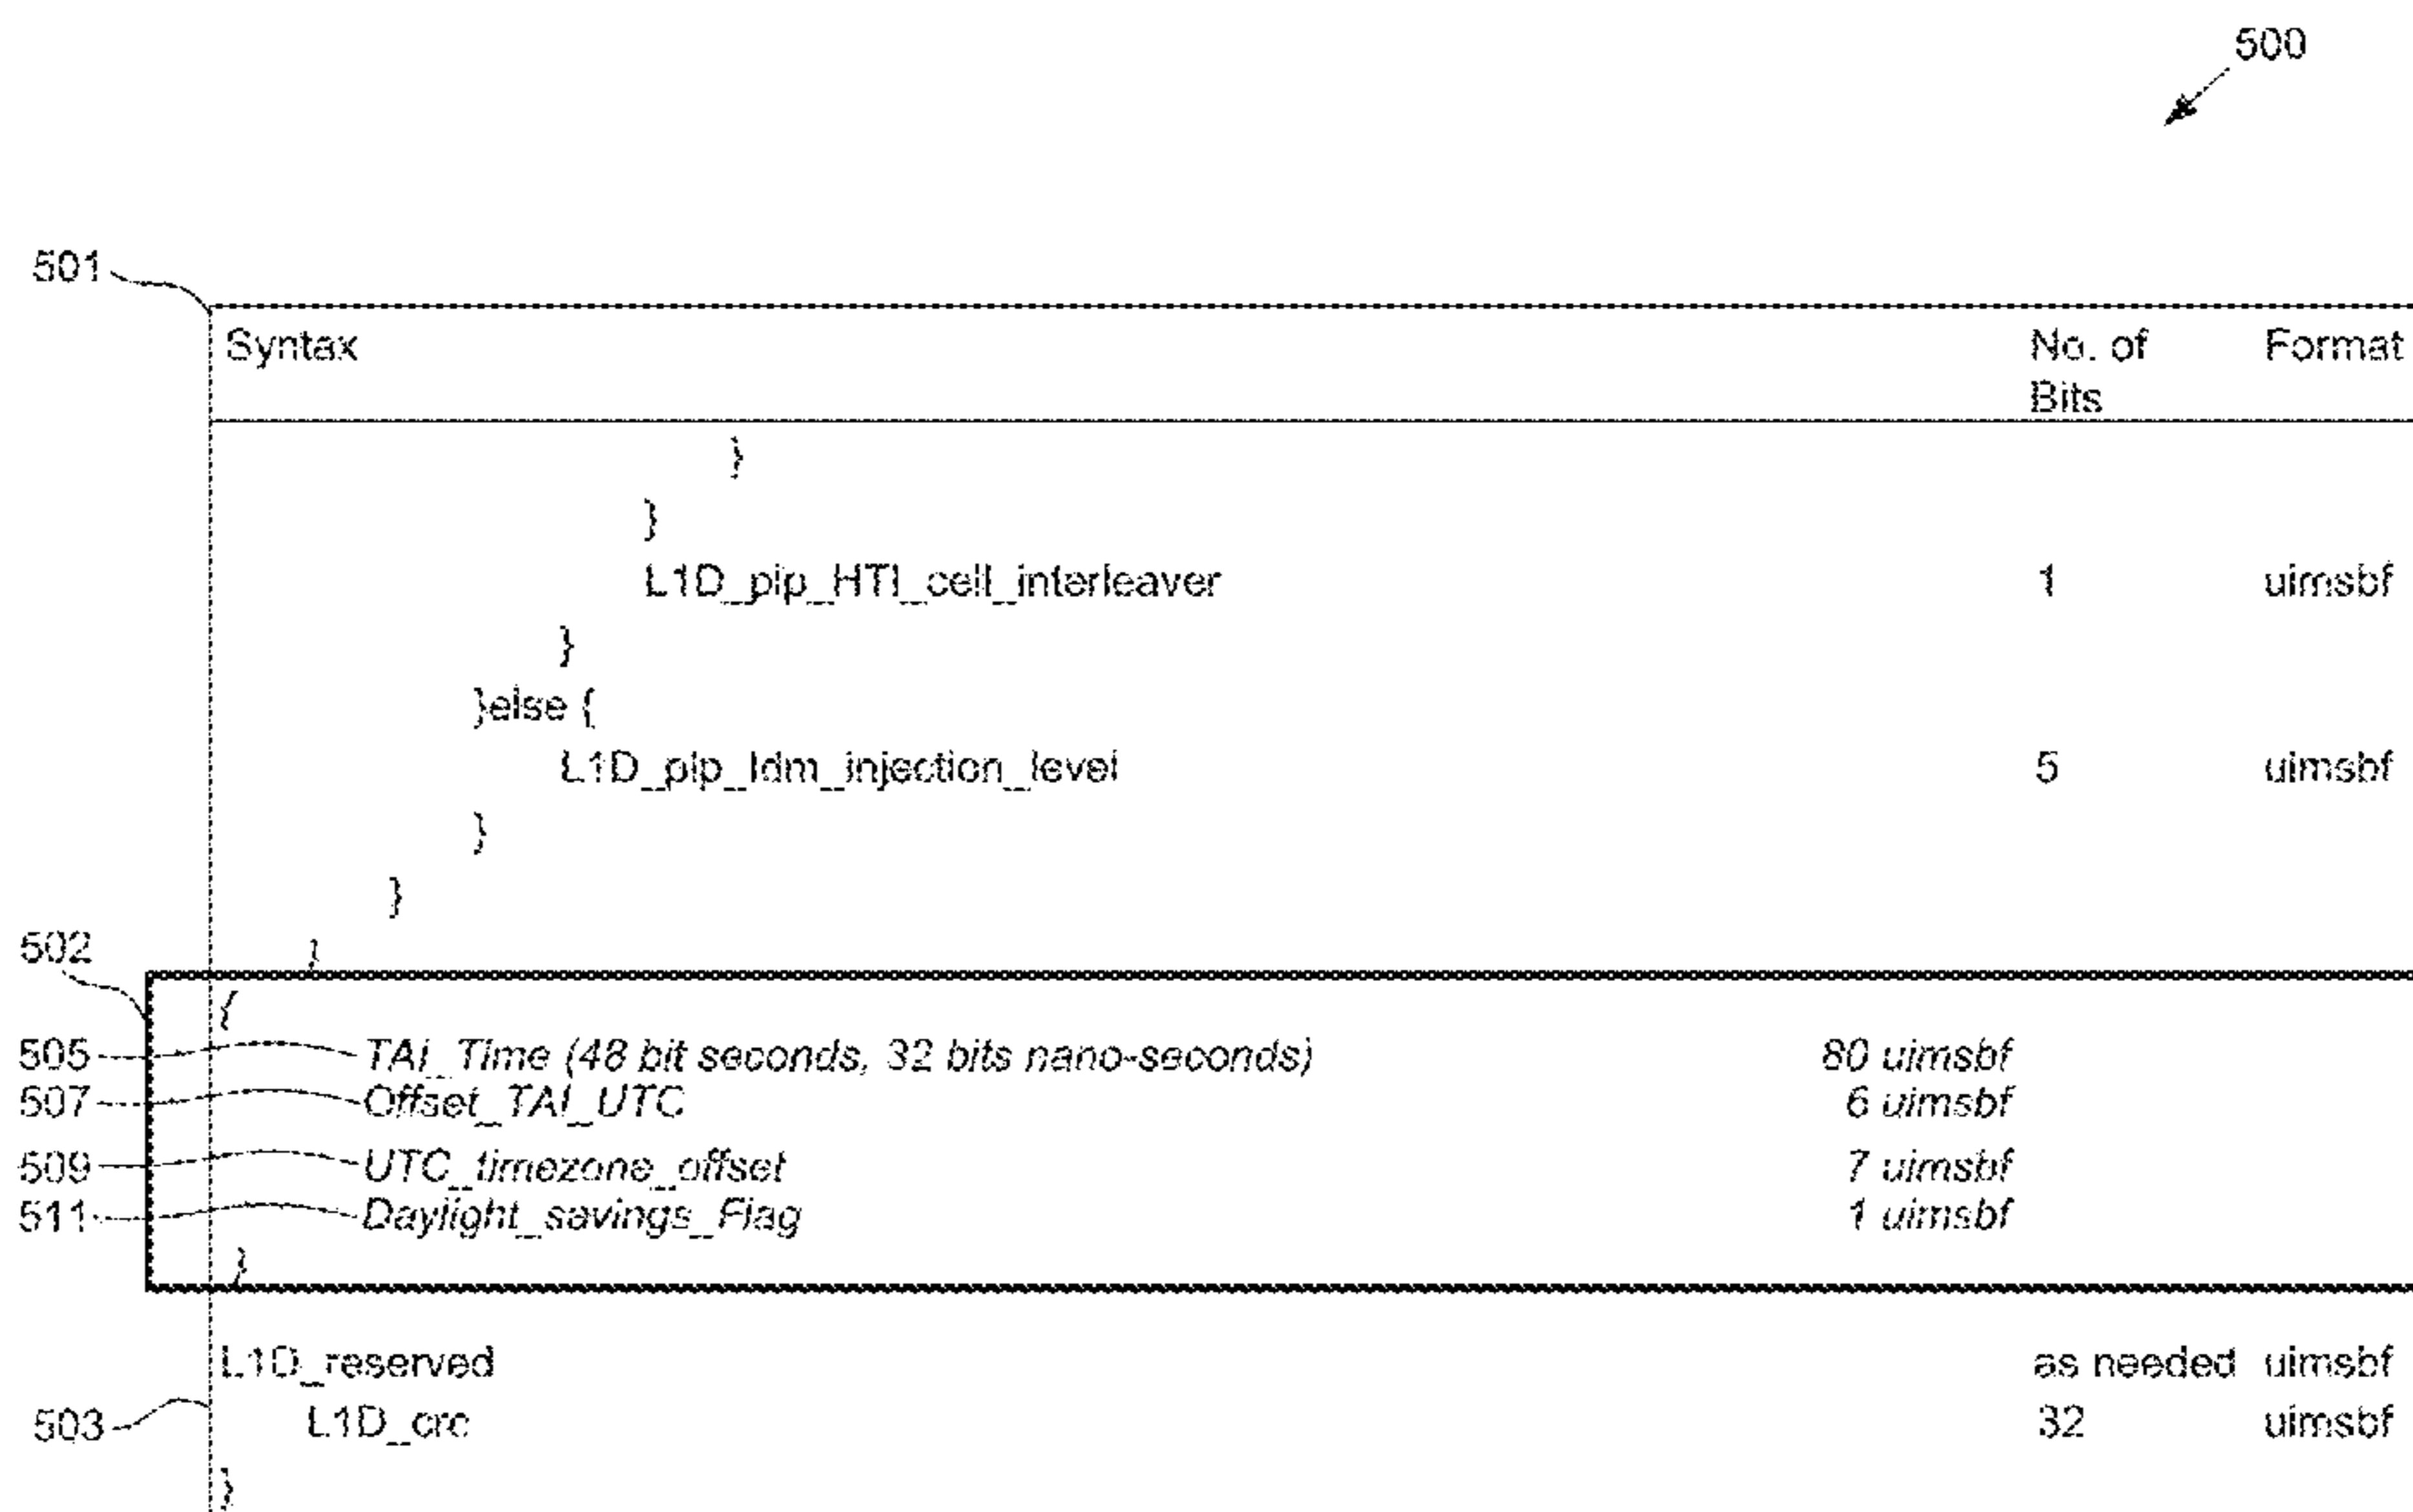 500
501
Syntax No. of Bits Format
}
}
L1D_plp_HTI_cell_interleaver 1 uimsbf
}
}else {
L1D_plp_ldm_injection_level 5 uimsbf
}
}
}
502
{
505 TAI_Time (48 bit seconds, 32 bits nano-seconds) 80 uimsbf
507 Offset_TAI_UTC 6 uimsbf
509 UTC_timezone_offset 7 uimsbf
511 Daylight_savings_Flag 1 uimsbf
}
L1D_reserved as needed uimsbf
503 L1D_crc 32 uimsbf
}